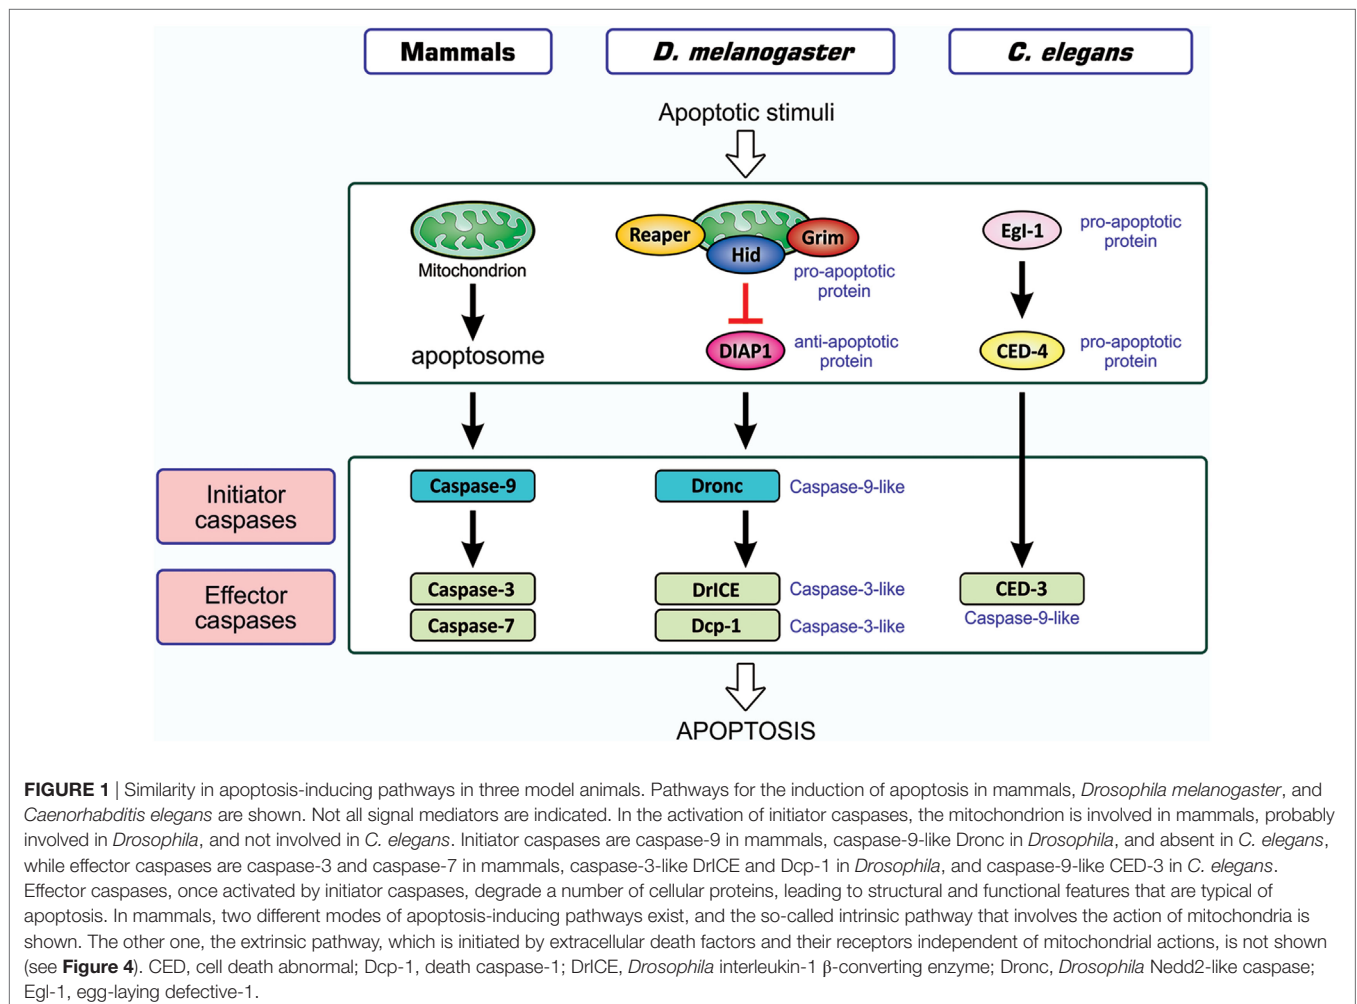 Mammals
D. melanogaster
C. elegans
Apoptotic stimuli
Mitochondrion
apoptosome
Reaper
Hid
Grim
pro-apoptotic
protein
DIAP1
anti-apoptotic
protein
Egl-1
pro-apoptotic
protein
CED-4
pro-apoptotic
protein
Initiator
caspases
Caspase-9
Dronc
Caspase-9-like
Effector
caspases
Caspase-3
Caspase-7
DrICE
Caspase-3-like
Dcp-1
Caspase-3-like
CED-3
Caspase-9-like
APOPTOSIS
FIGURE 1 | Similarity in apoptosis-inducing pathways in three model animals. Pathways for the induction of apoptosis in mammals, Drosophila melanogaster, and
Caenorhabditis elegans are shown. Not all signal mediators are indicated. In the activation of initiator caspases, the mitochondrion is involved in mammals, probably
involved in Drosophila, and not involved in C. elegans. Initiator caspases are caspase-9 in mammals, caspase-9-like Dronc in Drosophila, and absent in C. elegans,
while effector caspases are caspase-3 and caspase-7 in mammals, caspase-3-like DrICE and Dcp-1 in Drosophila, and caspase-9-like CED-3 in C. elegans.
Effector caspases, once activated by initiator caspases, degrade a number of cellular proteins, leading to structural and functional features that are typical of
apoptosis. In mammals, two different modes of apoptosis-inducing pathways exist, and the so-called intrinsic pathway that involves the action of mitochondria is
shown. The other one, the extrinsic pathway, which is initiated by extracellular death factors and their receptors independent of mitochondrial actions, is not shown
(see Figure 4). CED, cell death abnormal; Dcp-1, death caspase-1; DrICE, Drosophila interleukin-1 β-converting enzyme; Dronc, Drosophila Nedd2-like caspase;
Egl-1, egg-laying defective-1.